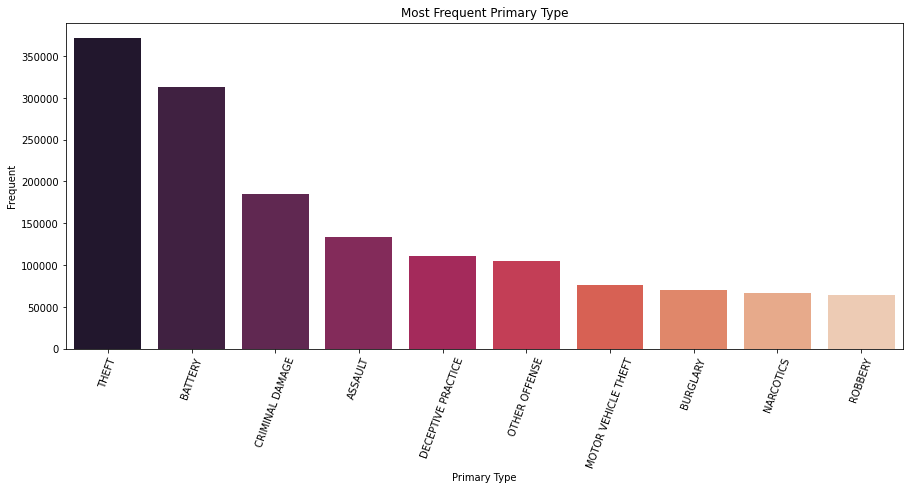 Most Frequent Primary Type
Frequent
350000
300000
250000
200000
150000
100000
50000
0
THEFT
BATTERY
CRIMINAL DAMAGE
ASSAULT
DECEPTIVE PRACTICE
OTHER OFFENSE
MOTOR VEHICLE THEFT
BURGLARY
NARCOTICS
ROBBERY
Primary Type